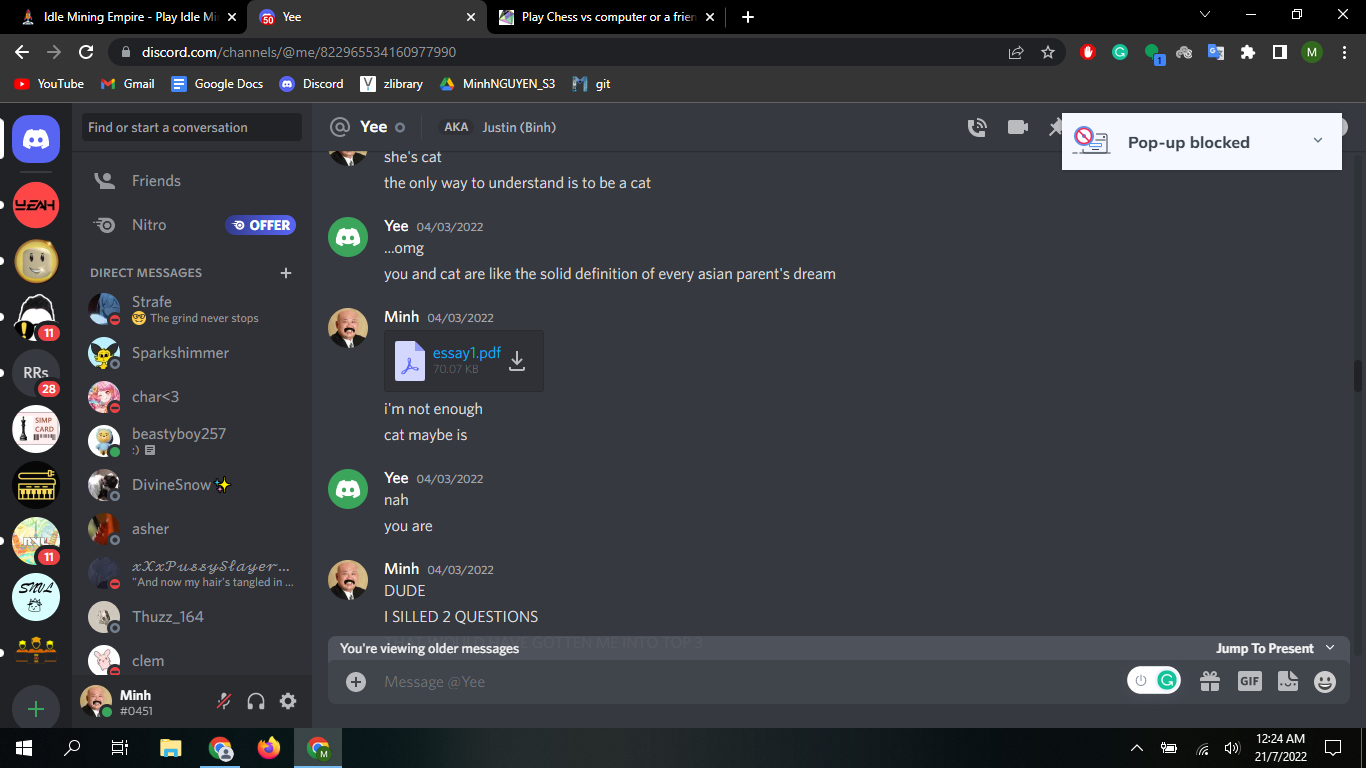 Idle Mining Empire - Play Idle Mi
Yee
Play Chess vs computer or a frien
discord.com/channels/@me/822965534160977990
M
YouTube
Gmail
Google Docs
Discord
zlibrary
MinhNGUYEN_S3
git
Find or start a conversation
Friends
Nitro
OFFER
DIRECT MESSAGES
Strafe
The grind never stops
Sparkshimmer
char<3
beastyboy257
:)
DivineSnow✨
asher
𝔁𝓧𝔁𝓟𝓾𝓼𝓼𝔂𝓢𝓵𝓪𝔂𝓮𝓻...
"And now my hair's tangled in ...
Thuzz_164
clem
Minh
#0451
YEAH
11
RRs
28
SIMP
CARD
11
SNVL
50
1
Yee
AKA
Justin (Binh)
Pop-up blocked
she's cat
the only way to understand is to be a cat
Yee 04/03/2022
...omg
you and cat are like the solid definition of every asian parent's dream
Minh 04/03/2022
essay1.pdf
70.07 KB
i'm not enough
cat maybe is
Yee 04/03/2022
nah
you are
Minh 04/03/2022
DUDE
I SILLED 2 QUESTIONS
HAVE GOTTEN ME INTO TOP 3
You're viewing older messages
Jump To Present
Message @Yee
GIF
12:24 AM
21/7/2022